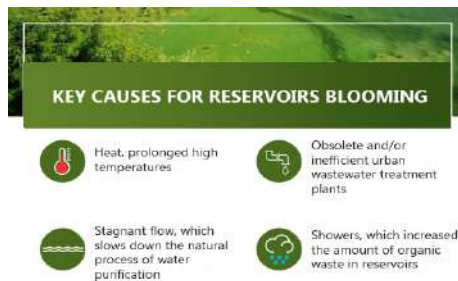 KEY CAUSES FOR RESERVOIRS BLOOMING
Heat, prolonged high
temperatures
Obsolete and/or
inefficient urban
wastewater treatment
plants
Stagnant flow, which
slows down the natural
process of water
purification
Showers, which increased
the amount of organic
waste in reservoirs